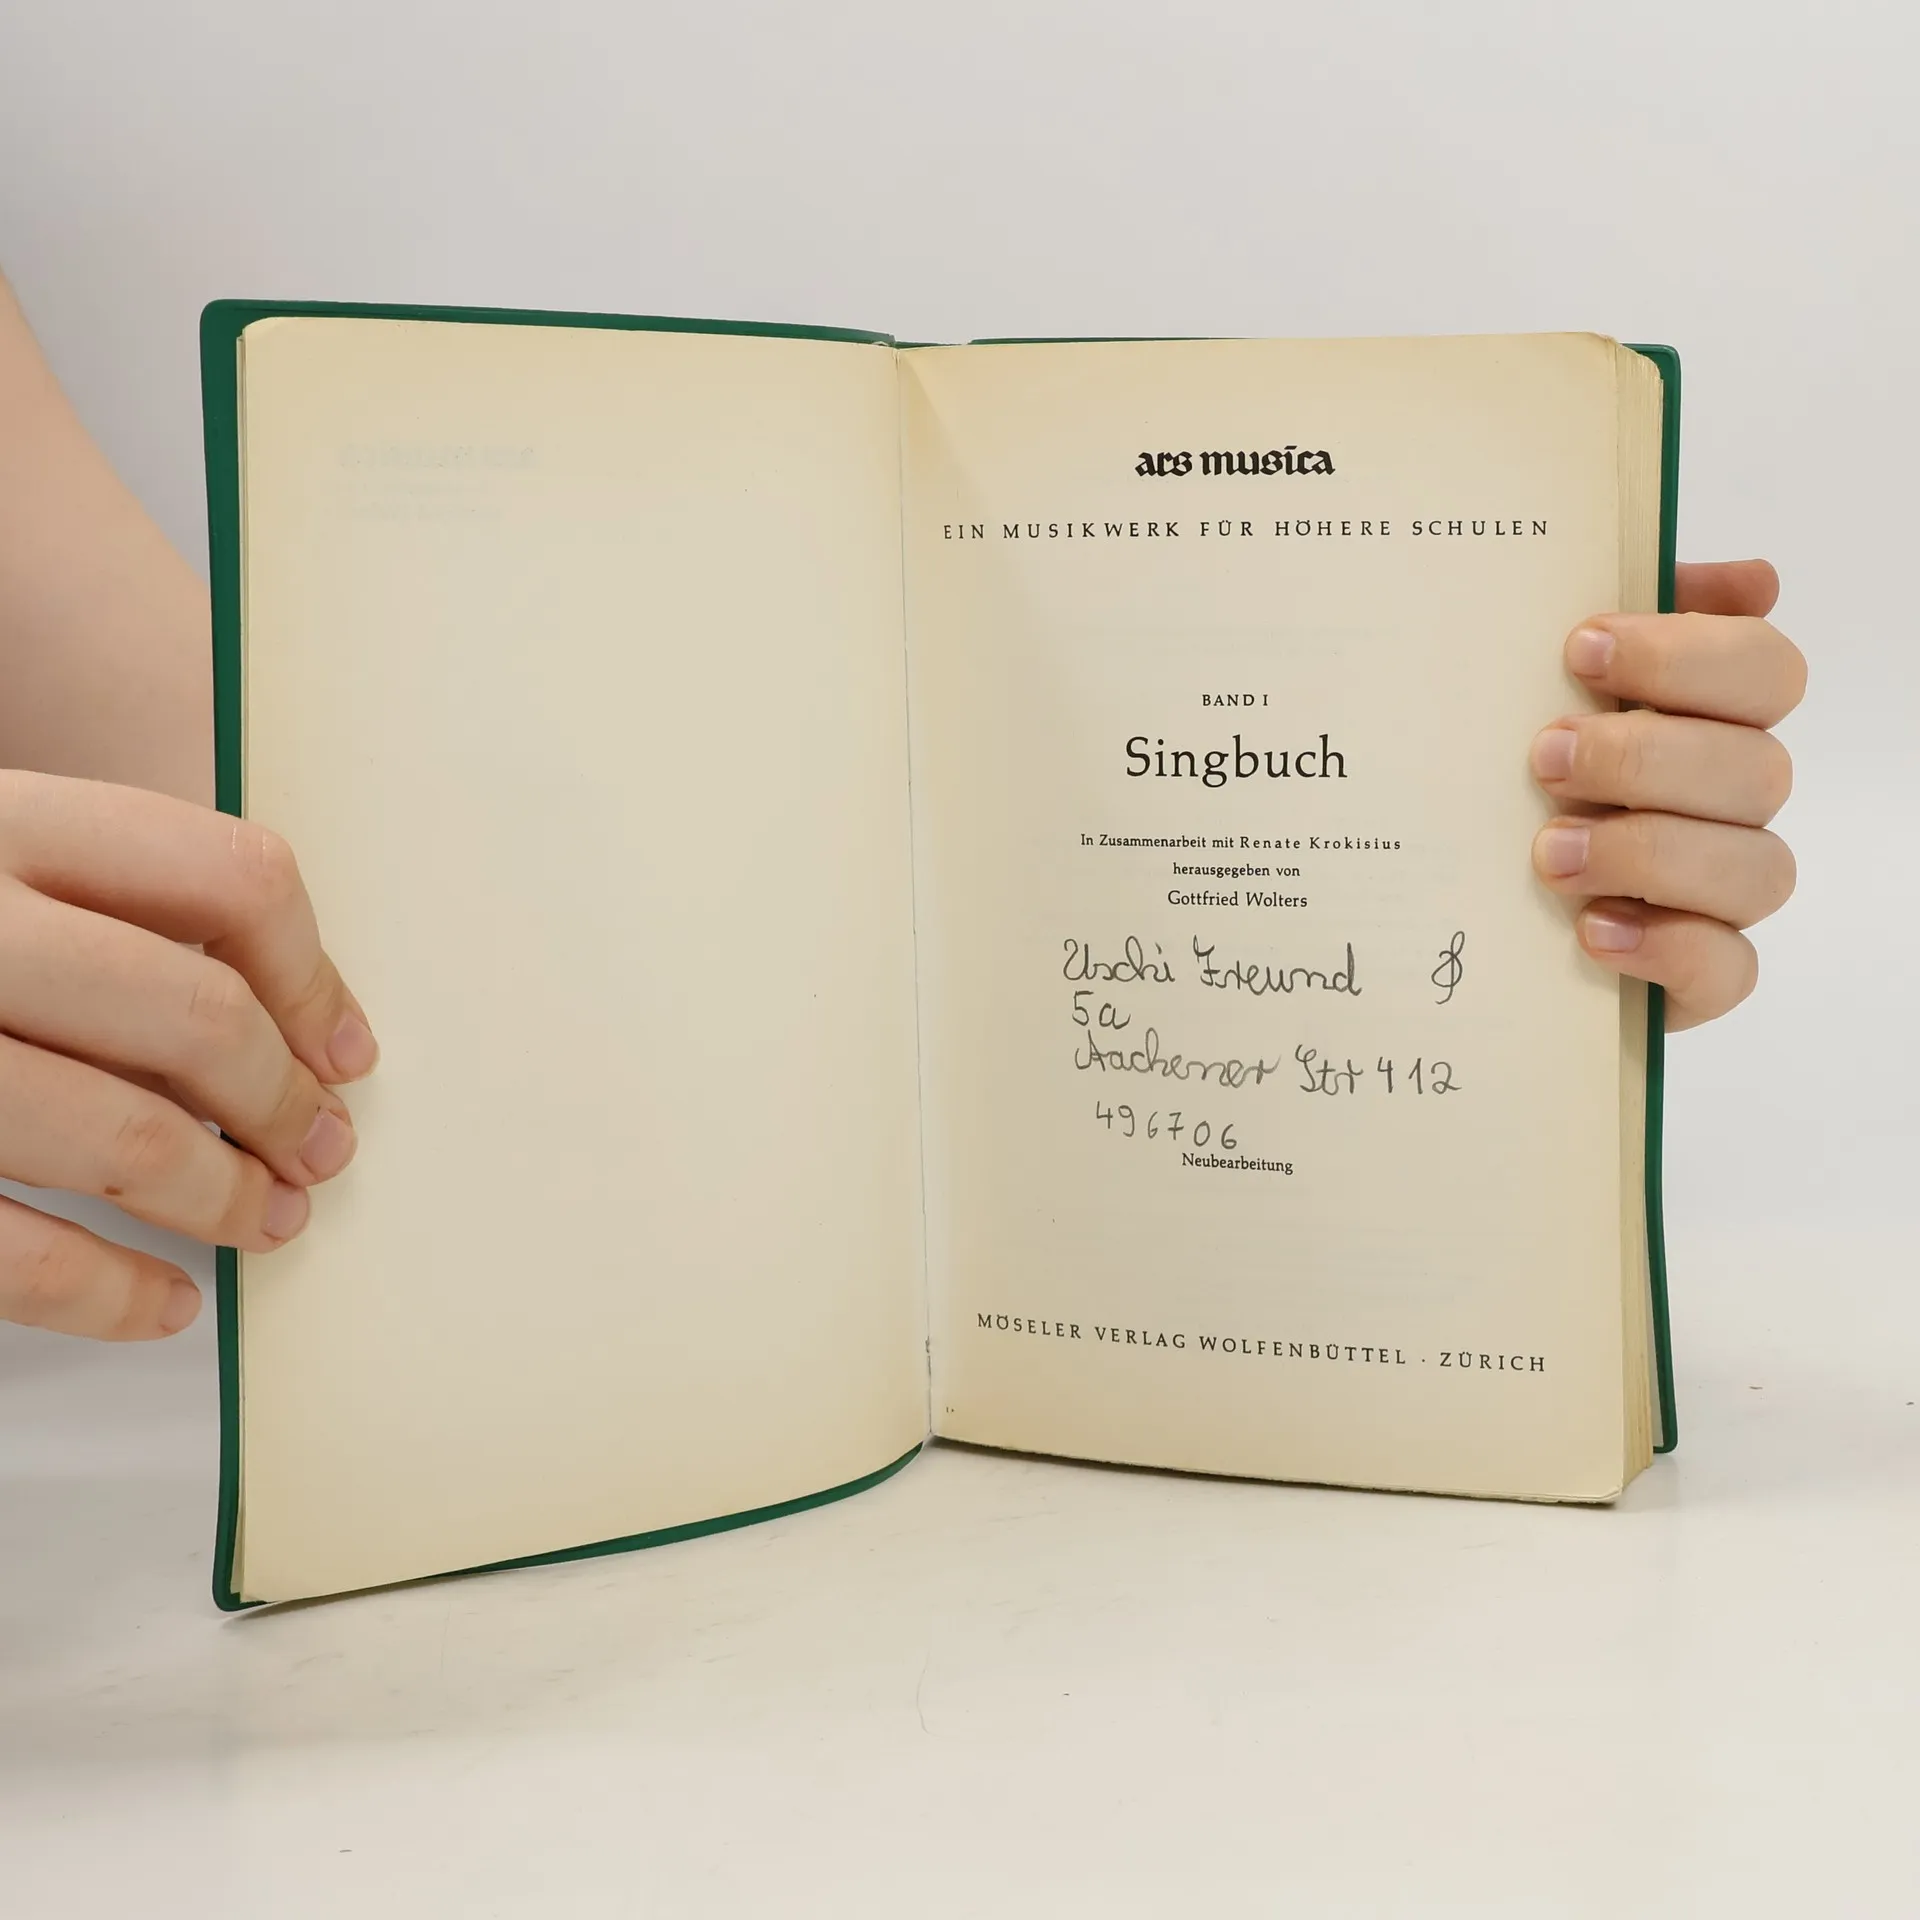 ars musica
EIN MUSIKWERK FÜR HÖHERE SCHULEN
BAND I
Singbuch
In Zusammenarbeit mit Renate Krokisius
herausgegeben von
Gottfried Wolters
Uschi Freund
5a
Aachener Str 412
496706
Neubearbeitung
MÖSELER VERLAG WOLFENBÜTTEL · ZÜRICH